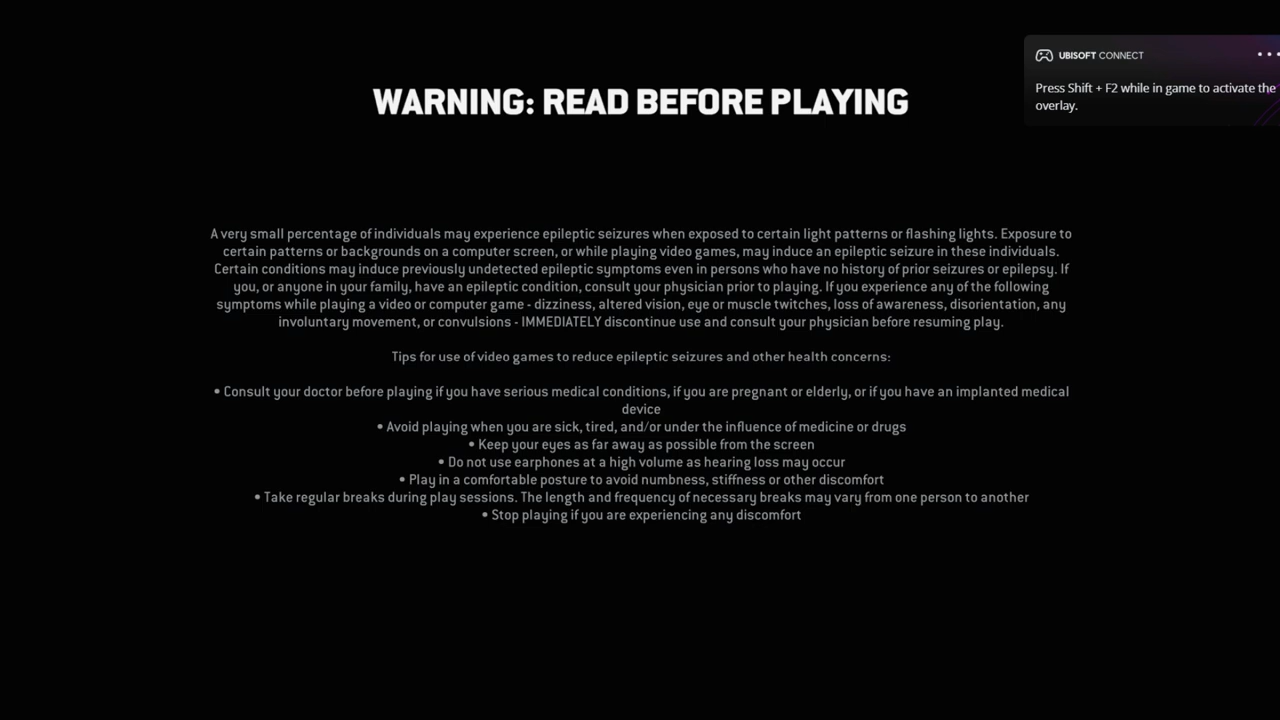 UBISOFT CONNECT
Press Shift + F2 while in game to activate the
overlay.
WARNING: READ BEFORE PLAYING
A very small percentage of individuals may experience epileptic seizures when exposed to certain light patterns or flashing lights. Exposure to
certain patterns or backgrounds on a computer screen, or while playing video games, may induce an epileptic seizure in these individuals.
Certain conditions may induce previously undetected epileptic symptoms even in persons who have no history of prior seizures or epilepsy. If
you, or anyone in your family, have an epileptic condition, consult your physician prior to playing. If you experience any of the following
symptoms while playing a video or computer game - dizziness, altered vision, eye or muscle twitches, loss of awareness, disorientation, any
involuntary movement, or convulsions - IMMEDIATELY discontinue use and consult your physician before resuming play.
Tips for use of video games to reduce epileptic seizures and other health concerns:
• Consult your doctor before playing if you have serious medical conditions, if you are pregnant or elderly, or if you have an implanted medical
device
• Avoid playing when you are sick, tired, and/or under the influence of medicine or drugs
• Keep your eyes as far away as possible from the screen
• Do not use earphones at a high volume as hearing loss may occur
• Play in a comfortable posture to avoid numbness, stiffness or other discomfort
• Take regular breaks during play sessions. The length and frequency of necessary breaks may vary from one person to another
• Stop playing if you are experiencing any discomfort